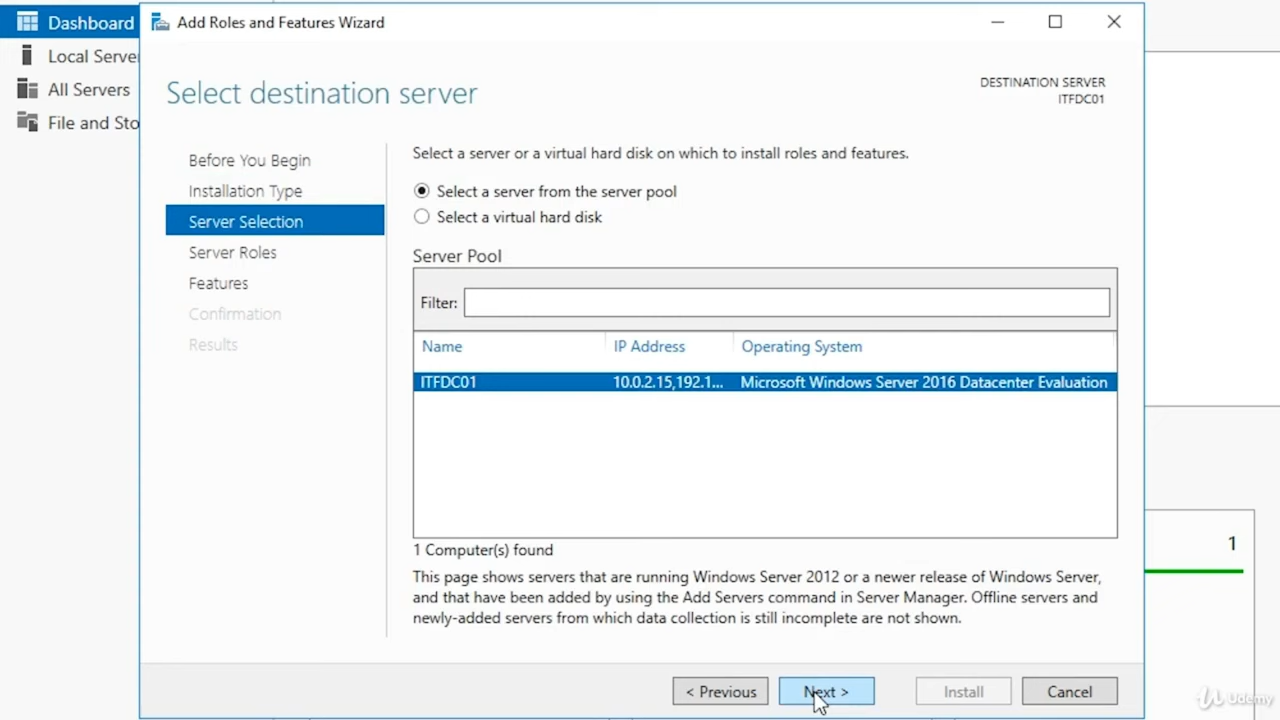 Dashboard
Local Server
All Servers
File and Sto
Add Roles and Features Wizard
Select destination server
DESTINATION SERVER
ITFDC01
Before You Begin
Installation Type
Server Selection
Server Roles
Features
Confirmation
Results
Select a server or a virtual hard disk on which to install roles and features.
Select a server from the server pool
Select a virtual hard disk
Server Pool
Filter:
Name IP Address Operating System
ITFDC01 10.0.2.15,192.1... Microsoft Windows Server 2016 Datacenter Evaluation
1 Computer(s) found
This page shows servers that are running Windows Server 2012 or a newer release of Windows Server,
and that have been added by using the Add Servers command in Server Manager. Offline servers and
newly-added servers from which data collection is still incomplete are not shown.
< Previous Next > Install Cancel
1
Udemy